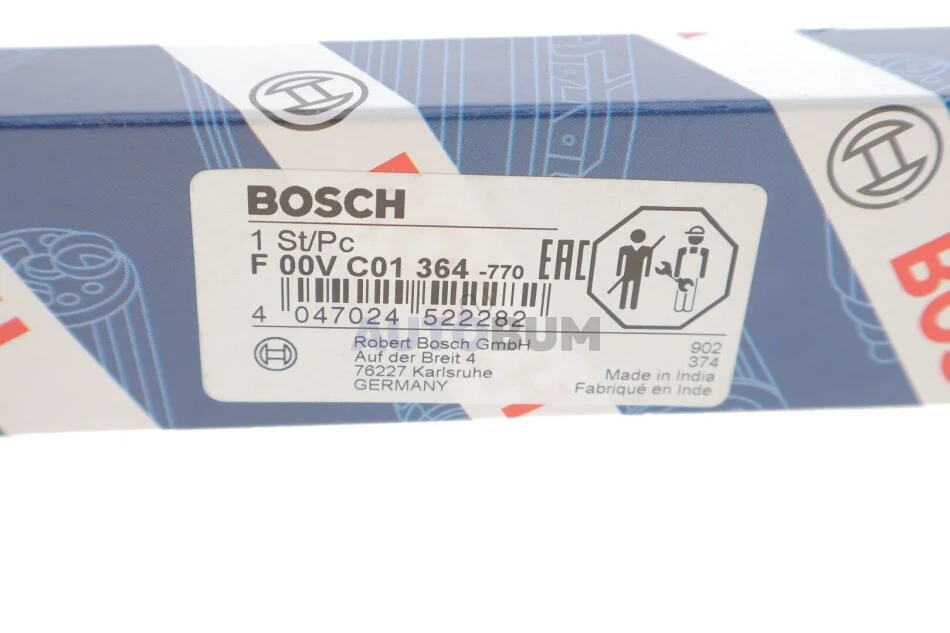 BOSCH
1 St/Pc
F 00V C01 364 -770
EAC
4 047024 522282
AUTOBUM
Robert Bosch GmbH
Auf der Breit 4
76227 Karlsruhe
GERMANY
902
374
Made in India
Fabriqué en Inde